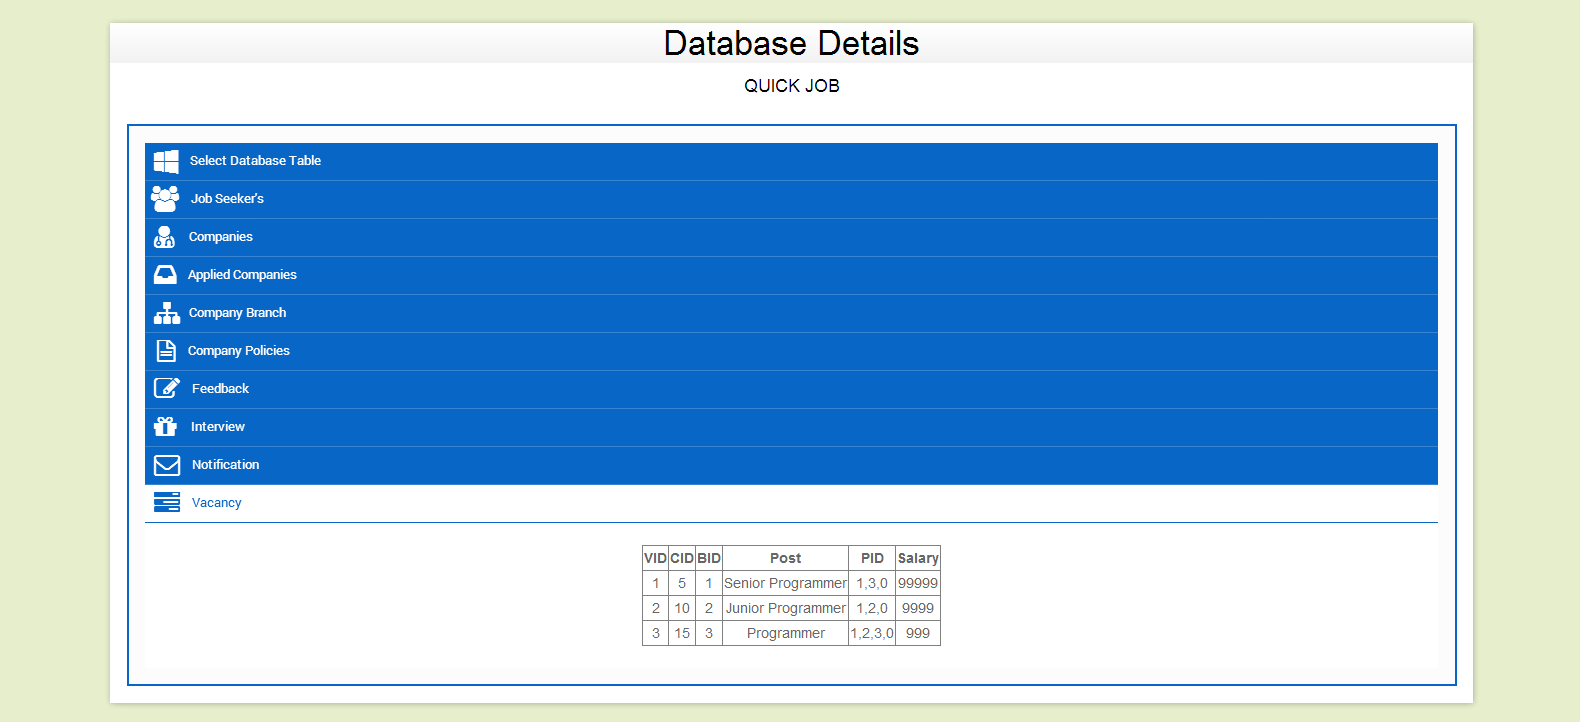 Database Details
QUICK JOB
Select Database Table
Job Seeker's
Companies
Applied Companies
Company Branch
Company Policies
Feedback
Interview
Notification
Vacancy
VID CID BID Post PID Salary
1 5 1 Senior Programmer 1,3,0 99999
2 10 2 Junior Programmer 1,2,0 9999
3 15 3 Programmer 1,2,3,0 999